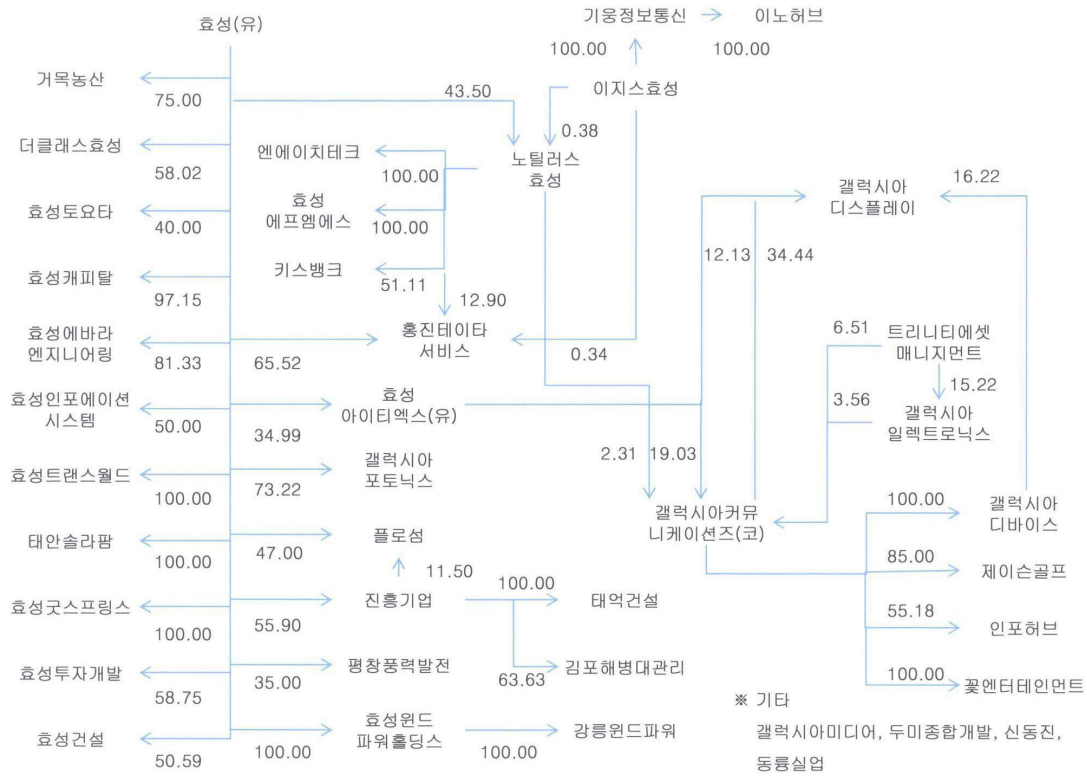 효성(유)
기웅정보통신
이노허브
100.00
100.00
거목농산
75.00
43.50
이지스효성
0.38
더클래스효성
58.02
엔에이치테크
100.00
노틸러스
효성
갤럭시아
디스플레이
16.22
효성토요타
40.00
효성
에프엠에스
100.00
12.13
34.44
효성캐피탈
97.15
키스뱅크
51.11
12.90
효성에바라
엔지니어링
81.33
65.52
홍진테이타
서비스
0.34
6.51
트리니티에셋
매니지먼트
15.22
효성인포에이션
시스템
50.00
34.99
효성
아이티엑스(유)
3.56
갤럭시아
일렉트로닉스
효성트랜스월드
100.00
73.22
갤럭시아
포토닉스
2.31
19.03
태안솔라팜
100.00
47.00
플로섬
갤럭시아커뮤
니케이션즈(코)
100.00
갤럭시아
디바이스
11.50
100.00
85.00
제이슨골프
효성굿스프링스
100.00
55.90
진흥기업
태억건설
55.18
인포허브
효성투자개발
58.75
35.00
평창풍력발전
63.63
김포해병대관리
100.00
꽃엔터테인먼트
효성건설
50.59
100.00
효성윈드
파워홀딩스
100.00
강릉윈드파워
※ 기타
갤럭시아미디어, 두미종합개발, 신동진,
동륭실업